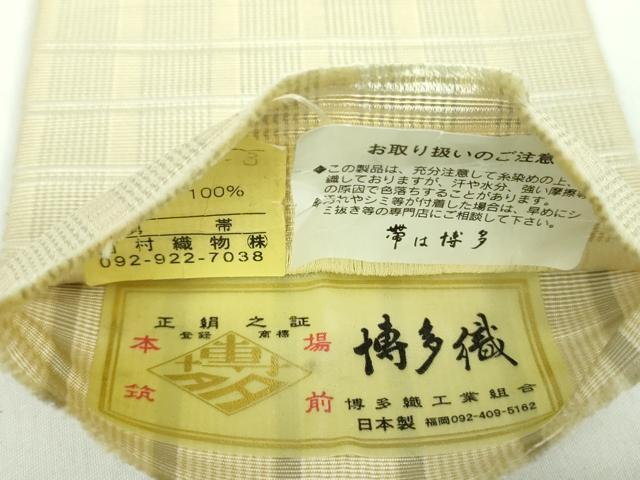 3
100%
帯
村織物㈱
092-922-7038
お取り扱いのご注意
◆この製品は、充分注意して糸染めの上、
織しておりますが、汗や水分、強い摩擦等
の原因で色落ちすることがあります。
汚れやシミ等が付着した場合は、早めにシ
ミ抜き等の専門店にご相談して下さい。
帯は博多
正絹之証
登録 商標
本場
筑前
博多
博多織
博多織工業組合
日本製 福岡092-409-5162